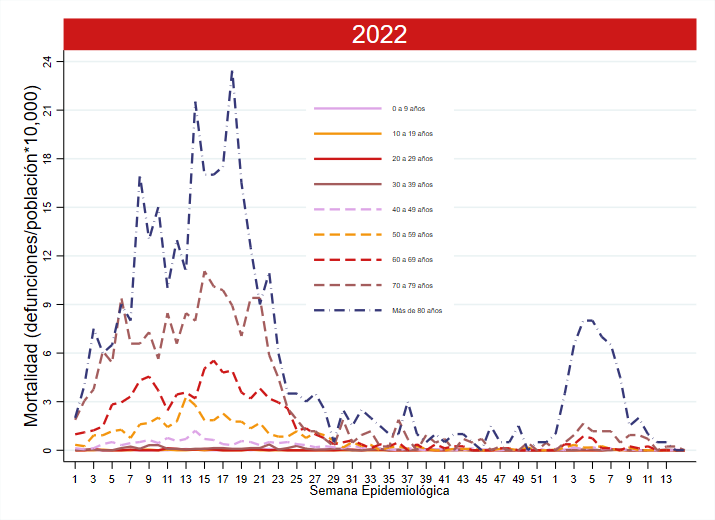 2022
Mortalidad (defunciones/población*10,000)
24
21
18
15
12
9
6
3
0
0 a 9 años
10 a 19 años
20 a 29 años
30 a 39 años
40 a 49 años
50 a 59 años
60 a 69 años
70 a 79 años
Más de 80 años
1 3 5 7 9 11 13 15 17 19 21 23 25 27 29 31 33 35 37 39 41 43 45 47 49 51 1 3 5 7 9 11 13
Semana Epidemiológica